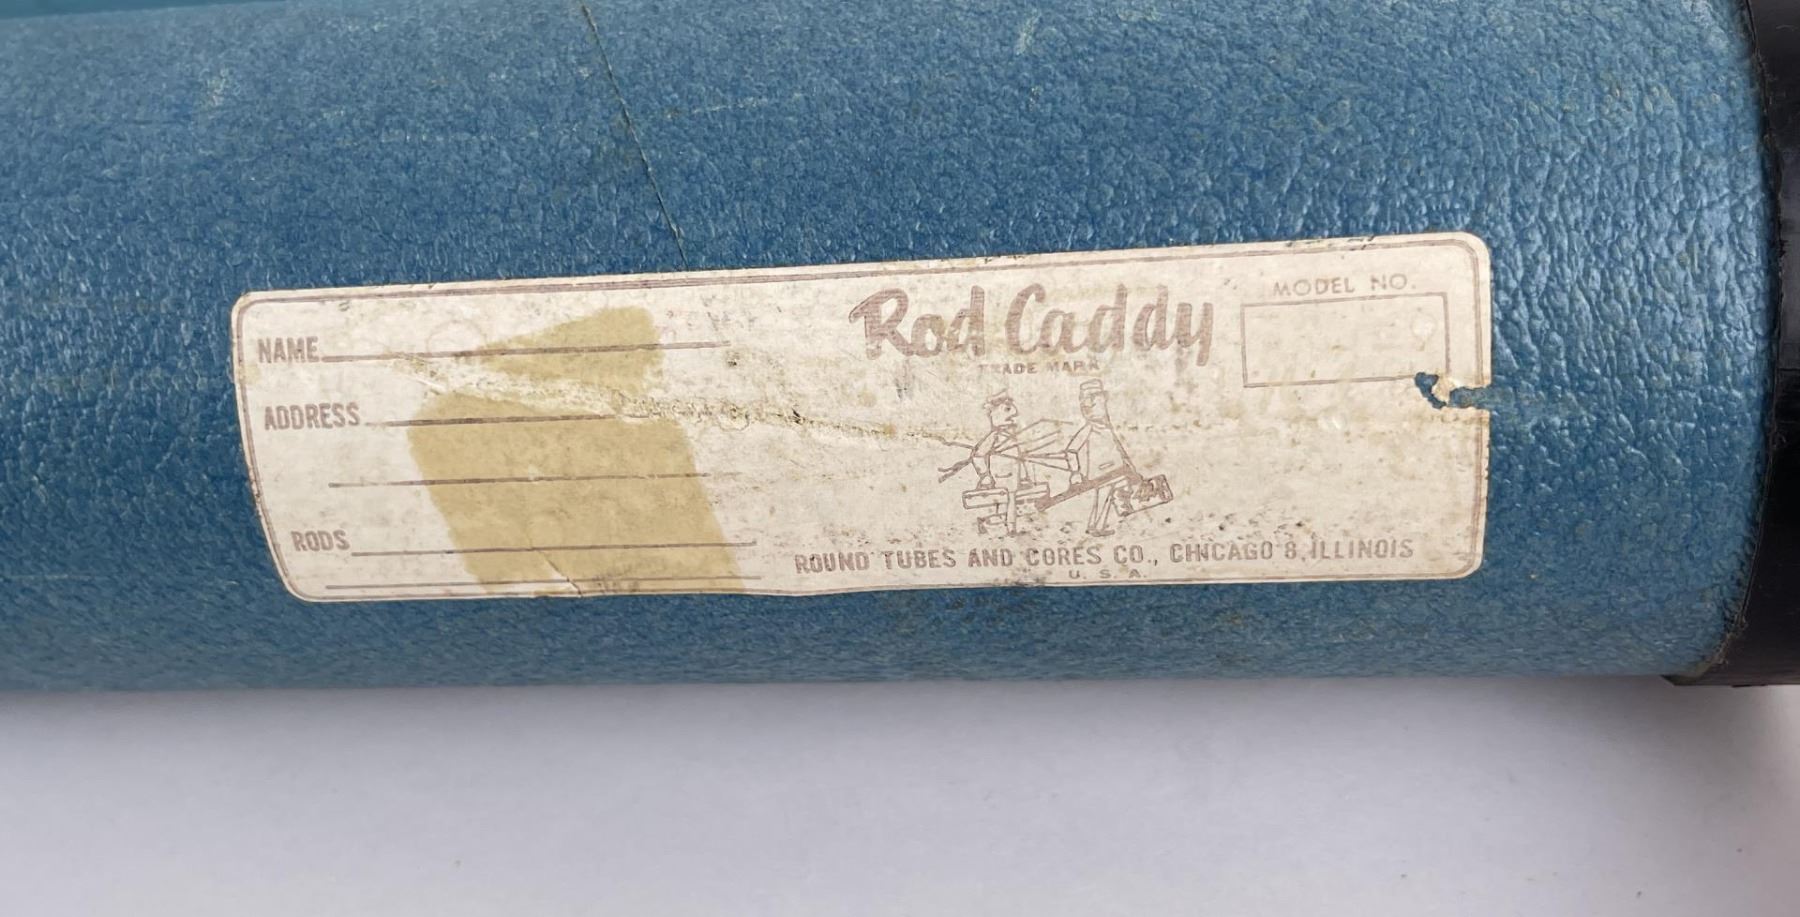 NAME
ADDRESS
RODS
Rod Caddy
TRADE MARK
MODEL NO.
ROUND TUBES AND CORES CO., CHICAGO 8, ILLINOIS
U. S. A.